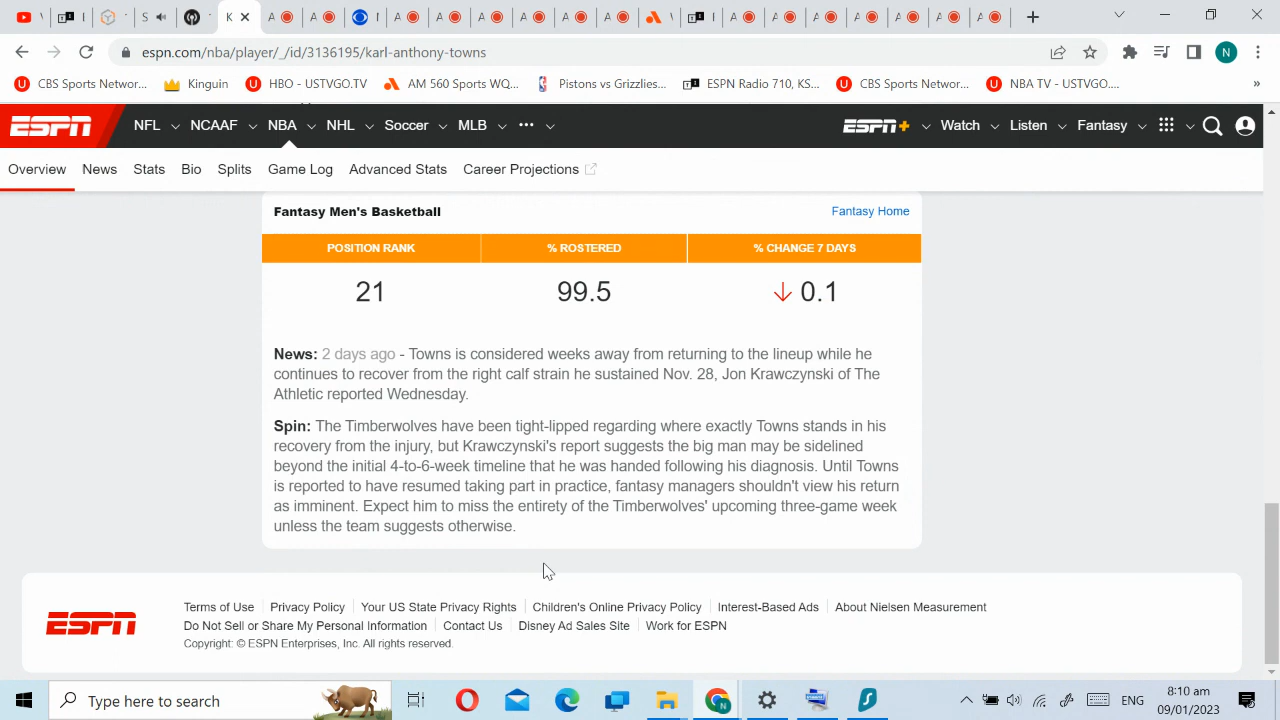 espn.com/nba/player/_/id/3136195/karl-anthony-towns
CBS Sports Networ...
Kinguin
HBO - USTVGO.TV
AM 560 Sports WQ...
Pistons vs Grizzlies...
ESPN Radio 710, KS...
CBS Sports Networ...
NBA TV - USTVGO....
ESPN NFL NCAAF NBA NHL Soccer MLB ESPN+ Watch Listen Fantasy
Overview News Stats Bio Splits Game Log Advanced Stats Career Projections
Fantasy Men's Basketball Fantasy Home
POSITION RANK % ROSTERED % CHANGE 7 DAYS
21 99.5 0.1
News: 2 days ago - Towns is considered weeks away from returning to the lineup while he
continues to recover from the right calf strain he sustained Nov. 28, Jon Krawczynski of The
Athletic reported Wednesday.
Spin: The Timberwolves have been tight-lipped regarding where exactly Towns stands in his
recovery from the injury, but Krawczynski's report suggests the big man may be sidelined
beyond the initial 4-to-6-week timeline that he was handed following his diagnosis. Until Towns
is reported to have resumed taking part in practice, fantasy managers shouldn't view his return
as imminent. Expect him to miss the entirety of the Timberwolves' upcoming three-game week
unless the team suggests otherwise.
ESPN
Terms of Use Privacy Policy Your US State Privacy Rights Children's Online Privacy Policy Interest-Based Ads About Nielsen Measurement
Do Not Sell or Share My Personal Information Contact Us Disney Ad Sales Site Work for ESPN
Copyright: © ESPN Enterprises, Inc. All rights reserved.
Type here to search
ENG
8:10 am
09/01/2023